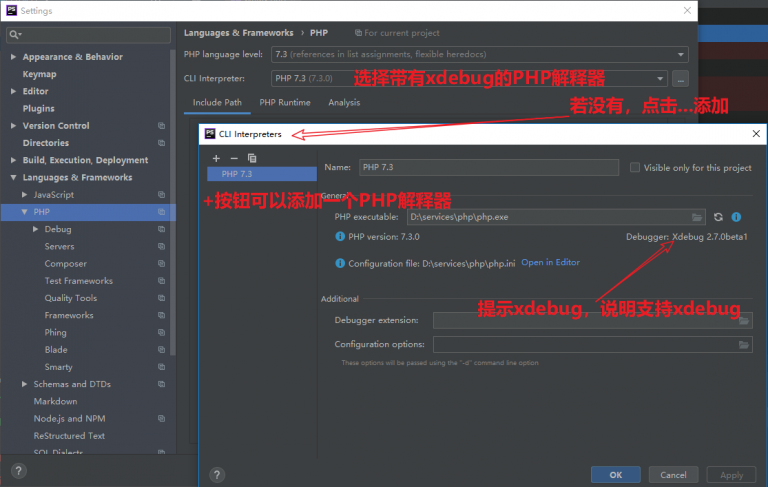 PS Settings
Languages & Frameworks › PHP For current project
PHP language level: 7.3 (references in list assignments, flexible heredocs)
CLI Interpreter: PHP 7.3 (7.3.0) ...
选择带有xdebug的PHP解释器
Include Path PHP Runtime Analysis
若没有，点击...添加
Appearance & Behavior
Keymap
Editor
Plugins
Version Control
Directories
Build, Execution, Deployment
Languages & Frameworks
JavaScript
PHP
Debug
Servers
Composer
Test Frameworks
Quality Tools
Frameworks
Phing
Blade
Smarty
Schemas and DTDs
Markdown
Node.js and NPM
ReStructured Text
SQL Dialects
?
PS CLI Interpreters
PHP 7.3
+按钮可以添加一个PHP解释器
Name: PHP 7.3 Visible only for this project
General
PHP executable: D:\services\php\php.exe
PHP version: 7.3.0 Debugger: Xdebug 2.7.0beta1
Configuration file: D:\services\php\php.ini Open in Editor
提示xdebug，说明支持xdebug
Additional
Debugger extension:
Configuration options:
These options will be passed using the "-d" command line option
? OK Cancel Apply